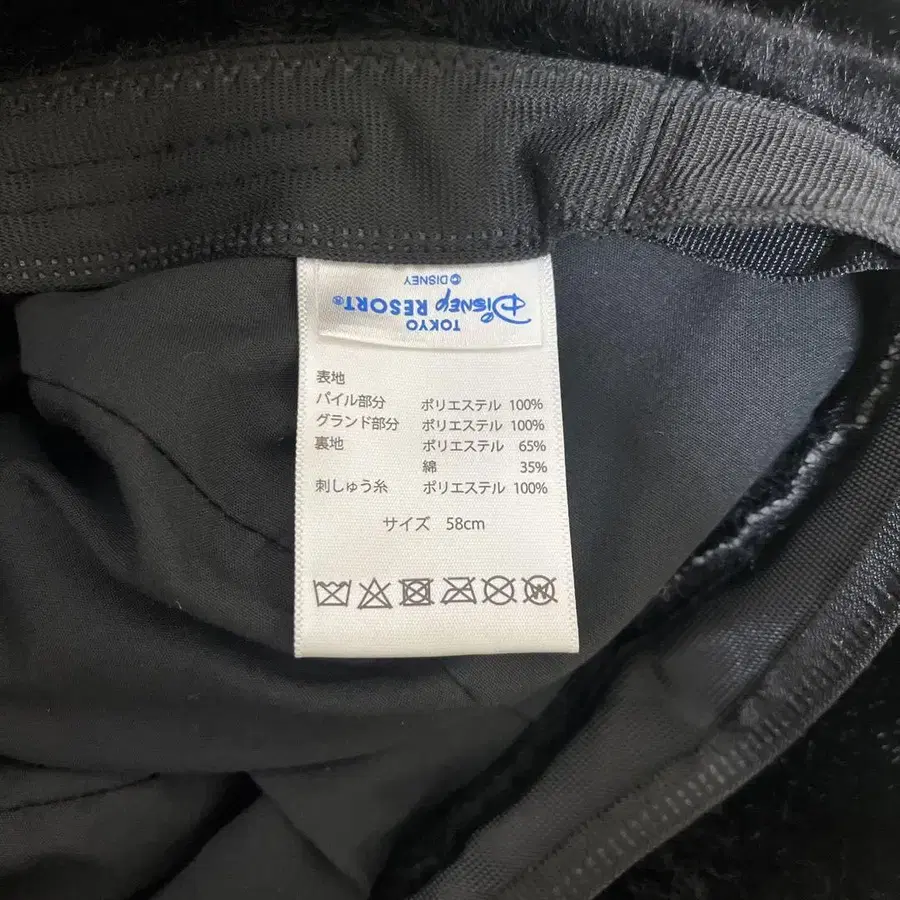 TOKYO
Disney RESORT®
©DISNEY
表地
パイル部分 ポリエステル 100%
グランド部分 ポリエステル 100%
裏地 ポリエステル 65%
綿 35%
刺しゅう糸 ポリエステル 100%
サイズ 58cm